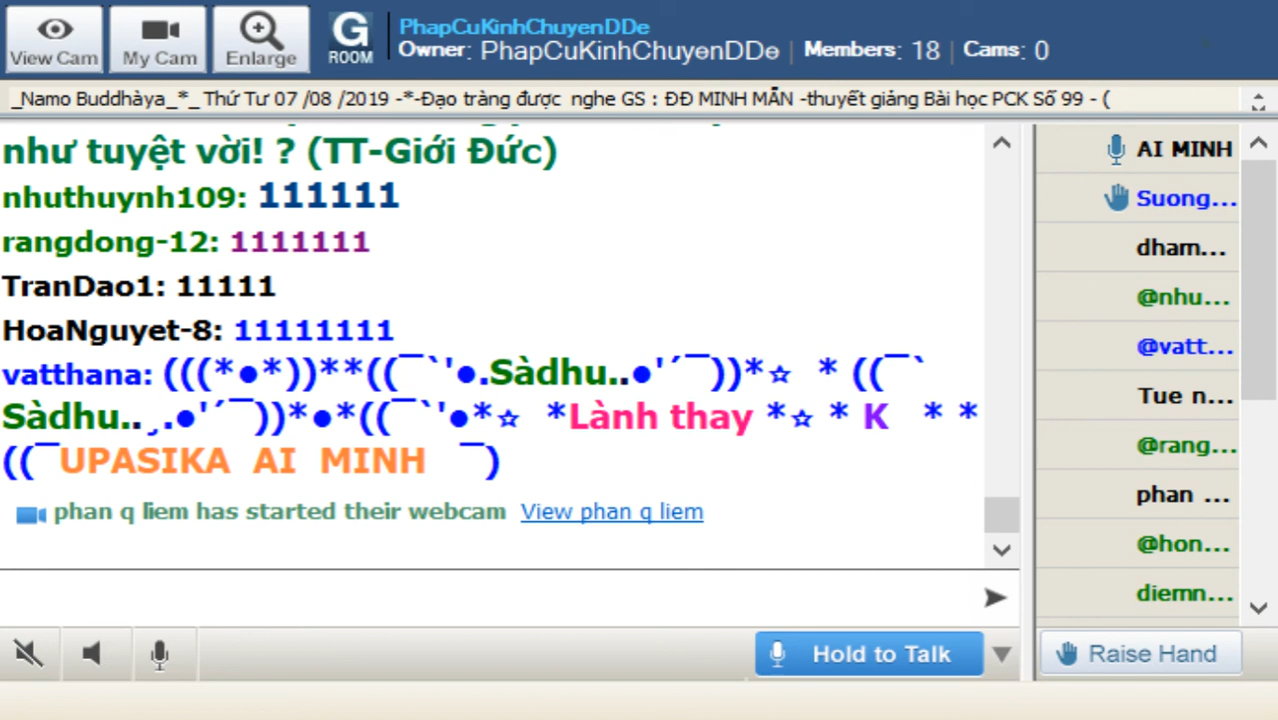 View Cam
My Cam
Enlarge
G
ROOM
PhapCuKinhChuyenDDe
Owner: PhapCuKinhChuyenDDe | Members: 18 | Cams: 0
_Namo Buddhàya_*_ Thứ Tư 07 /08 /2019 -*-Đạo tràng được nghe GS : ĐĐ MINH MẪN -thuyết giảng Bài học PCK Số 99 - (
như tuyệt vời! ? (TT-Giới Đức)
nhuthuynh109: 111111
rangdong-12: 1111111
TranDao1: 11111
HoaNguyet-8: 11111111
vatthana: (((*●*))**((¯`'●.Sàdhu..●'´¯))*☆ * ((¯`
Sàdhu..¸.●'´¯))*●*((¯`'●*☆ *Lành thay *☆ * K * *
((¯UPASIKA AI MINH ¯)
phan q liem has started their webcam View phan q liem
AI MINH
Suong...
dham...
@nhu...
@vatt...
Tue n...
@rang...
phan ...
@hon...
diemn...
Hold to Talk
Raise Hand